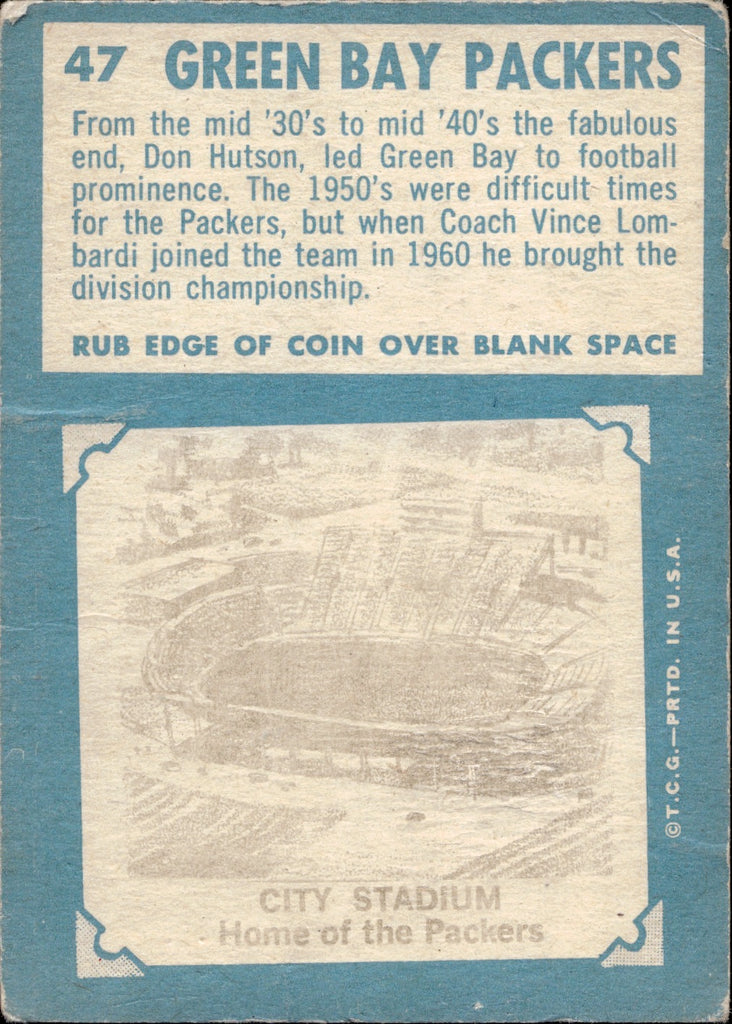 47 GREEN BAY PACKERS
From the mid '30's to mid '40's the fabulous
end, Don Hutson, led Green Bay to football
prominence. The 1950's were difficult times
for the Packers, but when Coach Vince Lom-
bardi joined the team in 1960 he brought the
division championship.
RUB EDGE OF COIN OVER BLANK SPACE
©T.C.G.—PRTD. IN U.S.A.
CITY STADIUM
Home of the Packers